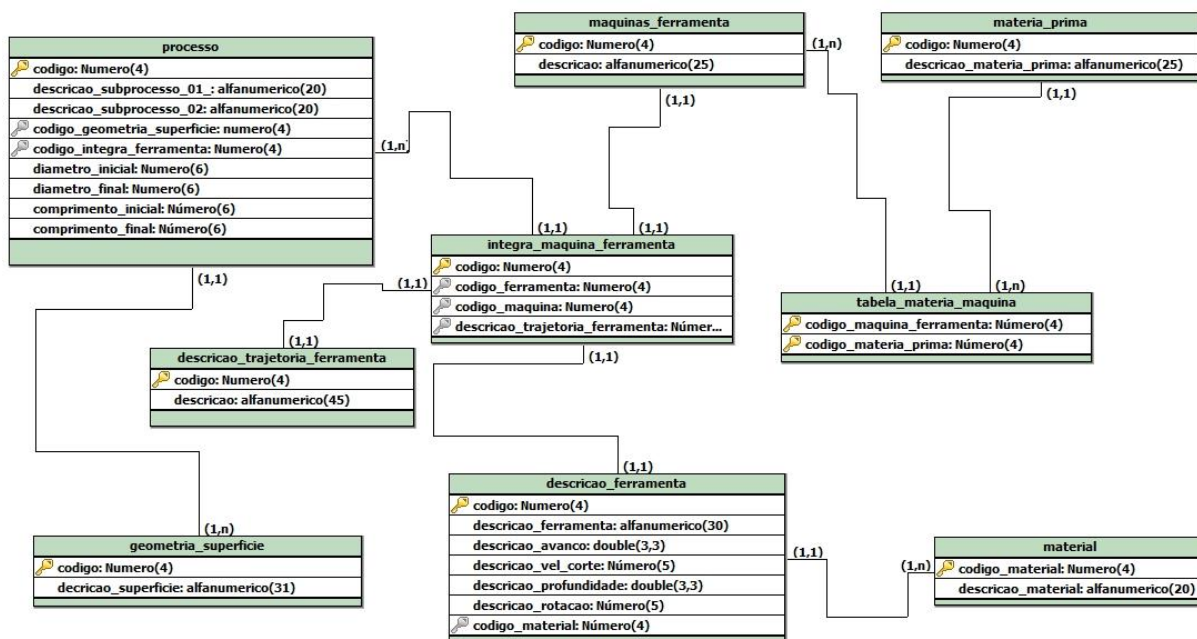 processo
codigo: Numero(4)
descricao_subprocesso_01_: alfanumerico(20)
descricao_subprocesso_02: alfanumerico(20)
codigo_geometria_superficie: numero(4)
codigo_integra_ferramenta: Numero(4)
diametro_inicial: Numero(6)
diametro_final: Numero(6)
comprimento_inicial: Número(6)
comprimento_final: Número(6)
(1,1)
(1,n)
maquinas_ferramenta
codigo: Numero(4)
descricao: alfanumerico(25)
(1,n)
(1,1)
materia_prima
codigo: Numero(4)
descricao_materia_prima: alfanumerico(25)
(1,1)
(1,1)
(1,1)
integra_maquina_ferramenta
codigo: Numero(4)
codigo_ferramenta: Numero(4)
codigo_maquina: Numero(4)
descricao_trajetoria_ferramenta: Númer...
(1,1)
(1,1)
(1,1)
(1,n)
tabela_materia_maquina
codigo_maquina_ferramenta: Número(4)
codigo_materia_prima: Número(4)
(1,1)
descricao_trajetoria_ferramenta
codigo: Numero(4)
descricao: alfanumerico(45)
(1,n)
geometria_superficie
codigo: Numero(4)
decricao_superficie: alfanumerico(31)
(1,1)
descricao_ferramenta
codigo: Numero(4)
descricao_ferramenta: alfanumerico(30)
descricao_avanco: double(3,3)
descricao_vel_corte: Número(5)
descricao_profundidade: double(3,3)
descricao_rotacao: Número(5)
codigo_material: Número(4)
(1,1)
(1,n)
material
codigo_material: Número(4)
descricao_material: alfanumerico(20)